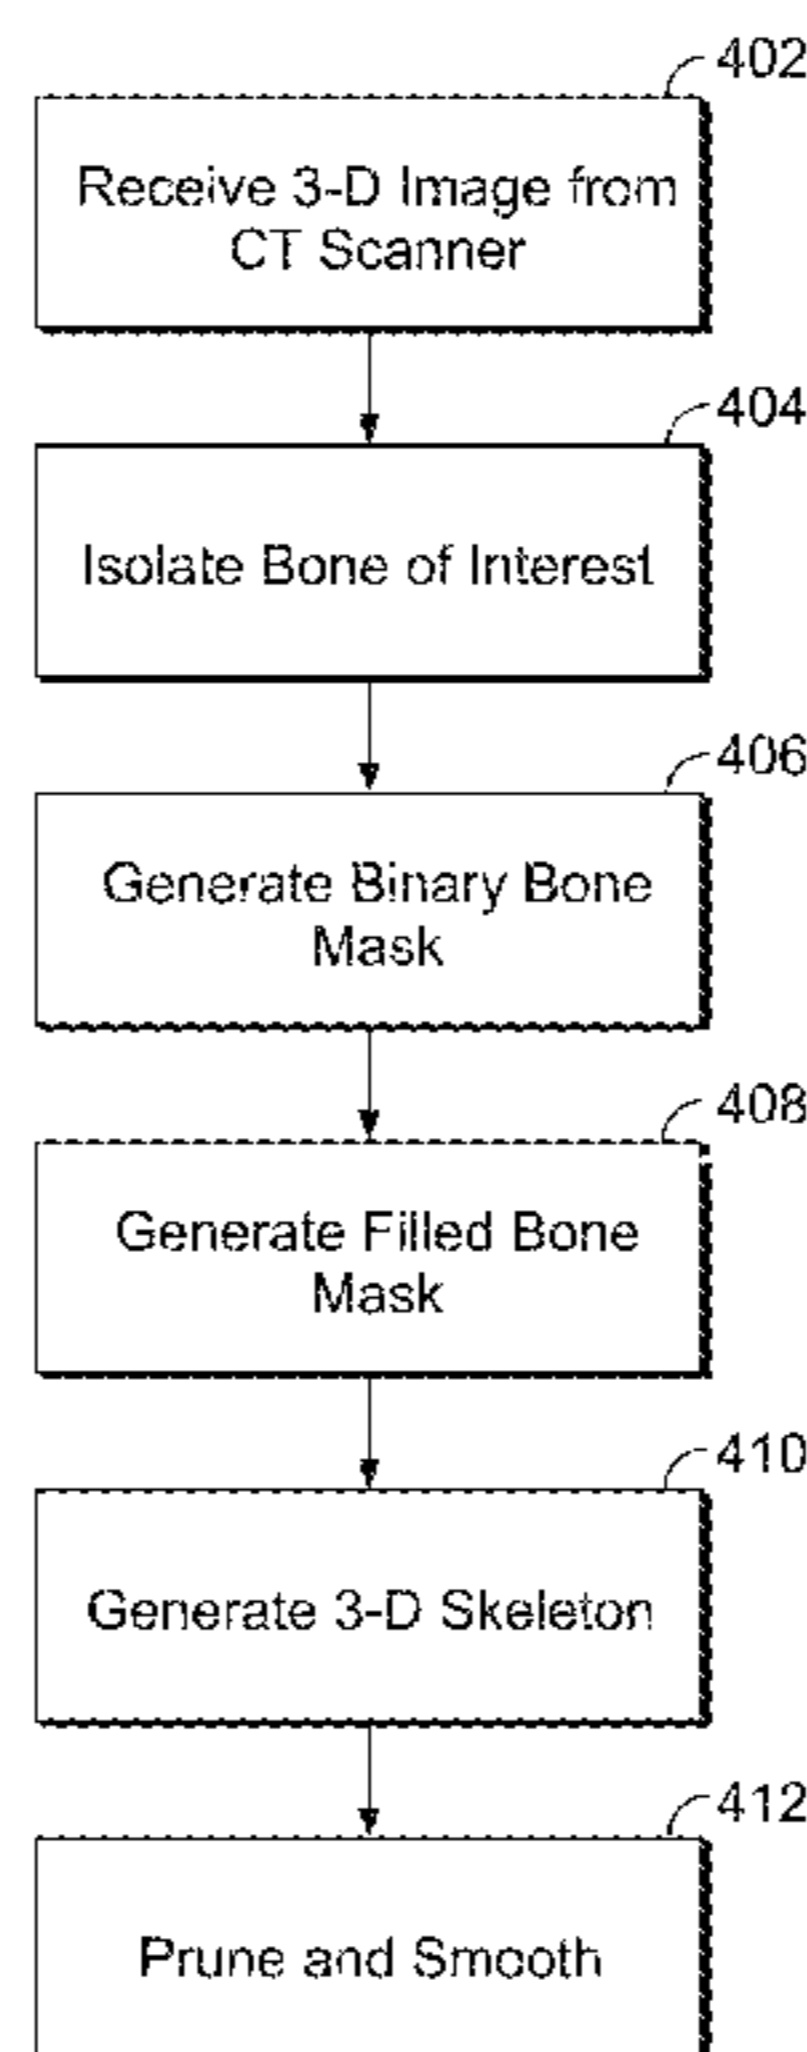 402
Receive 3-D Image from
CT Scanner
404
Isolate Bone of Interest
406
Generate Binary Bone
Mask
408
Generate Filled Bone
Mask
410
Generate 3-D Skeleton
412
Prune and Smooth